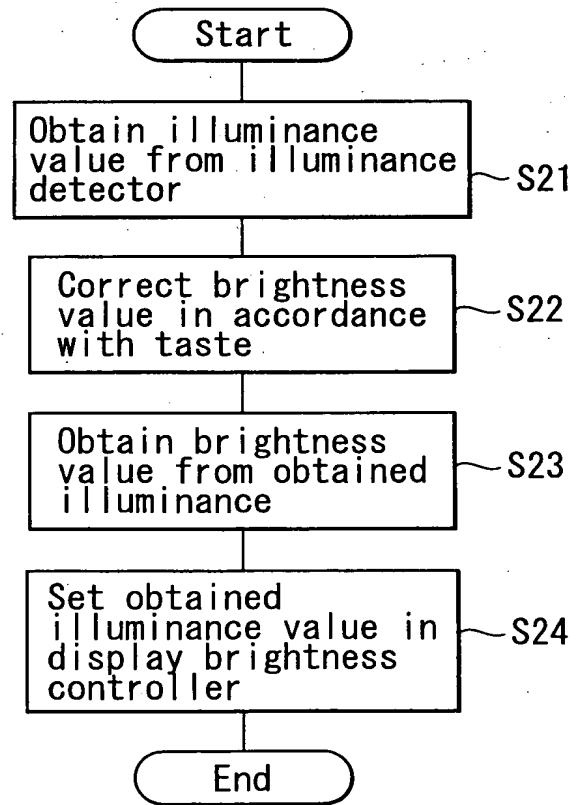 Start
Obtain illuminance
value from illuminance
detector
S21
Correct brightness
value in accordance
with taste
S22
Obtain brightness
value from obtained
illuminance
S23
Set obtained
illuminance value in
display brightness
controller
S24
End